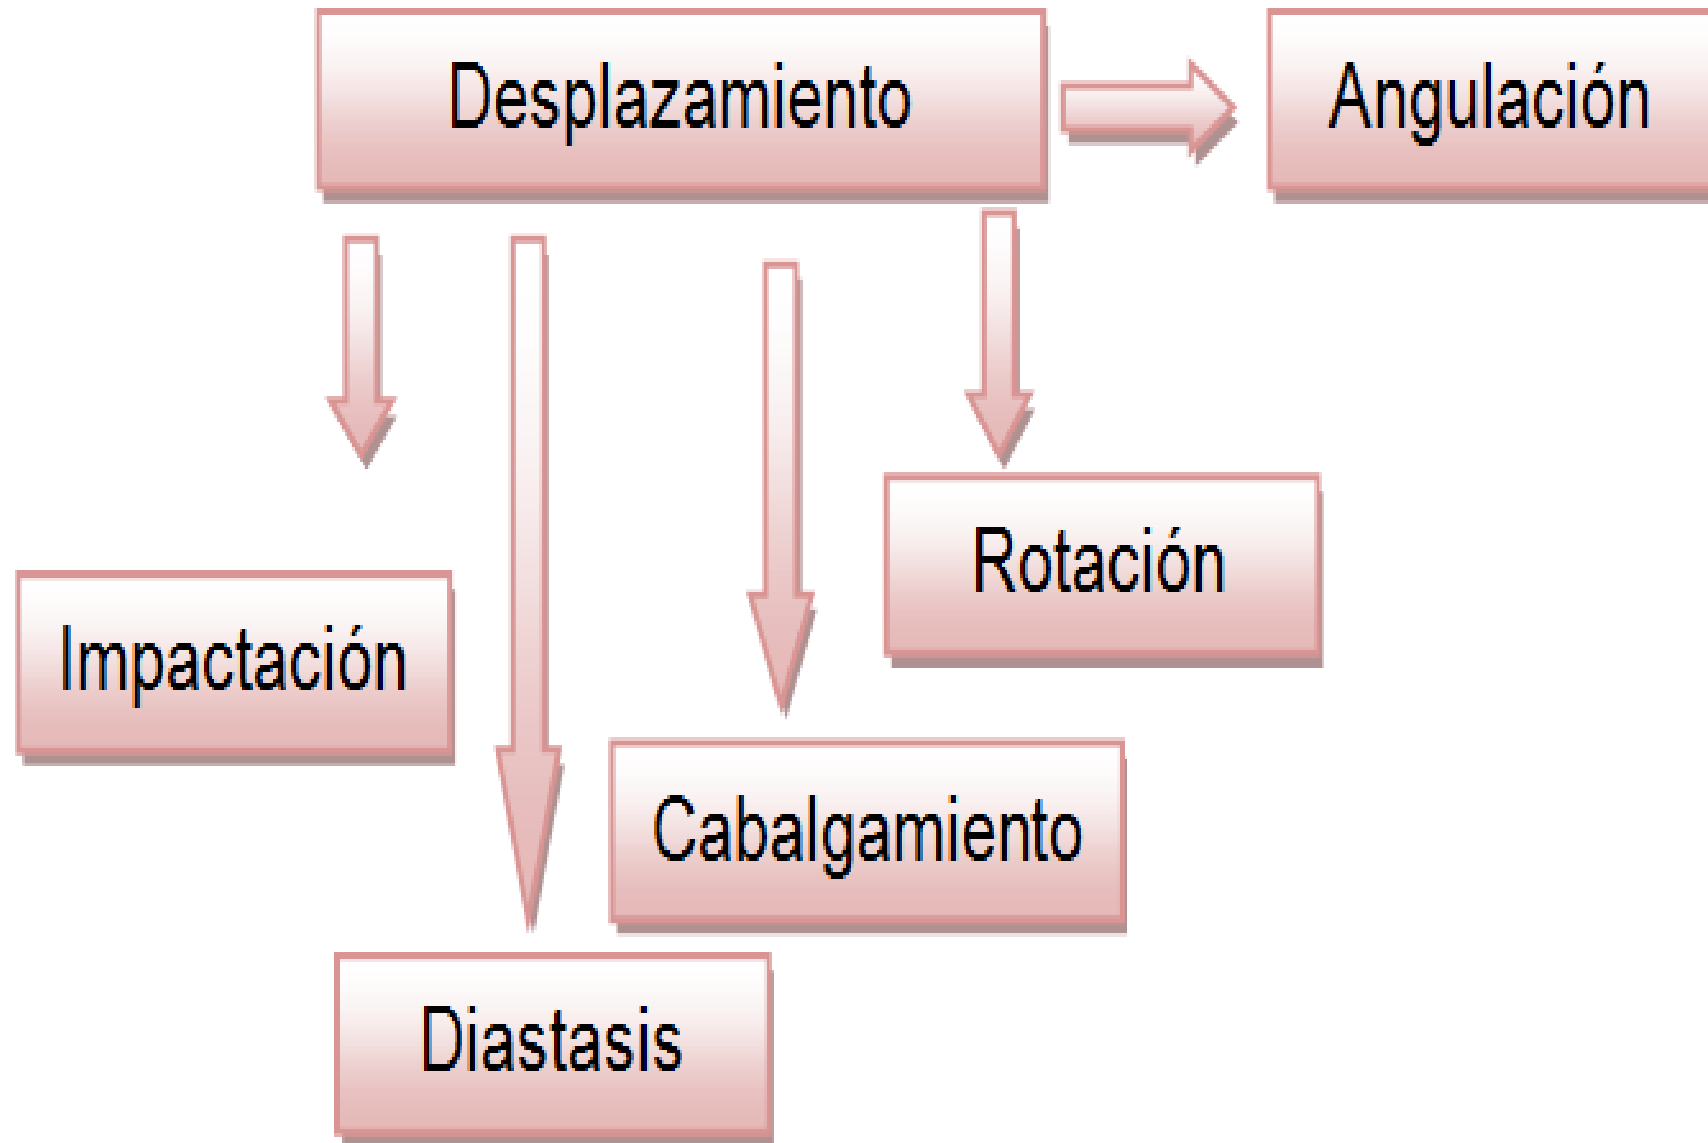 Desplazamiento
Angulación
Rotación
Impactación
Cabalgamiento
Diastasis